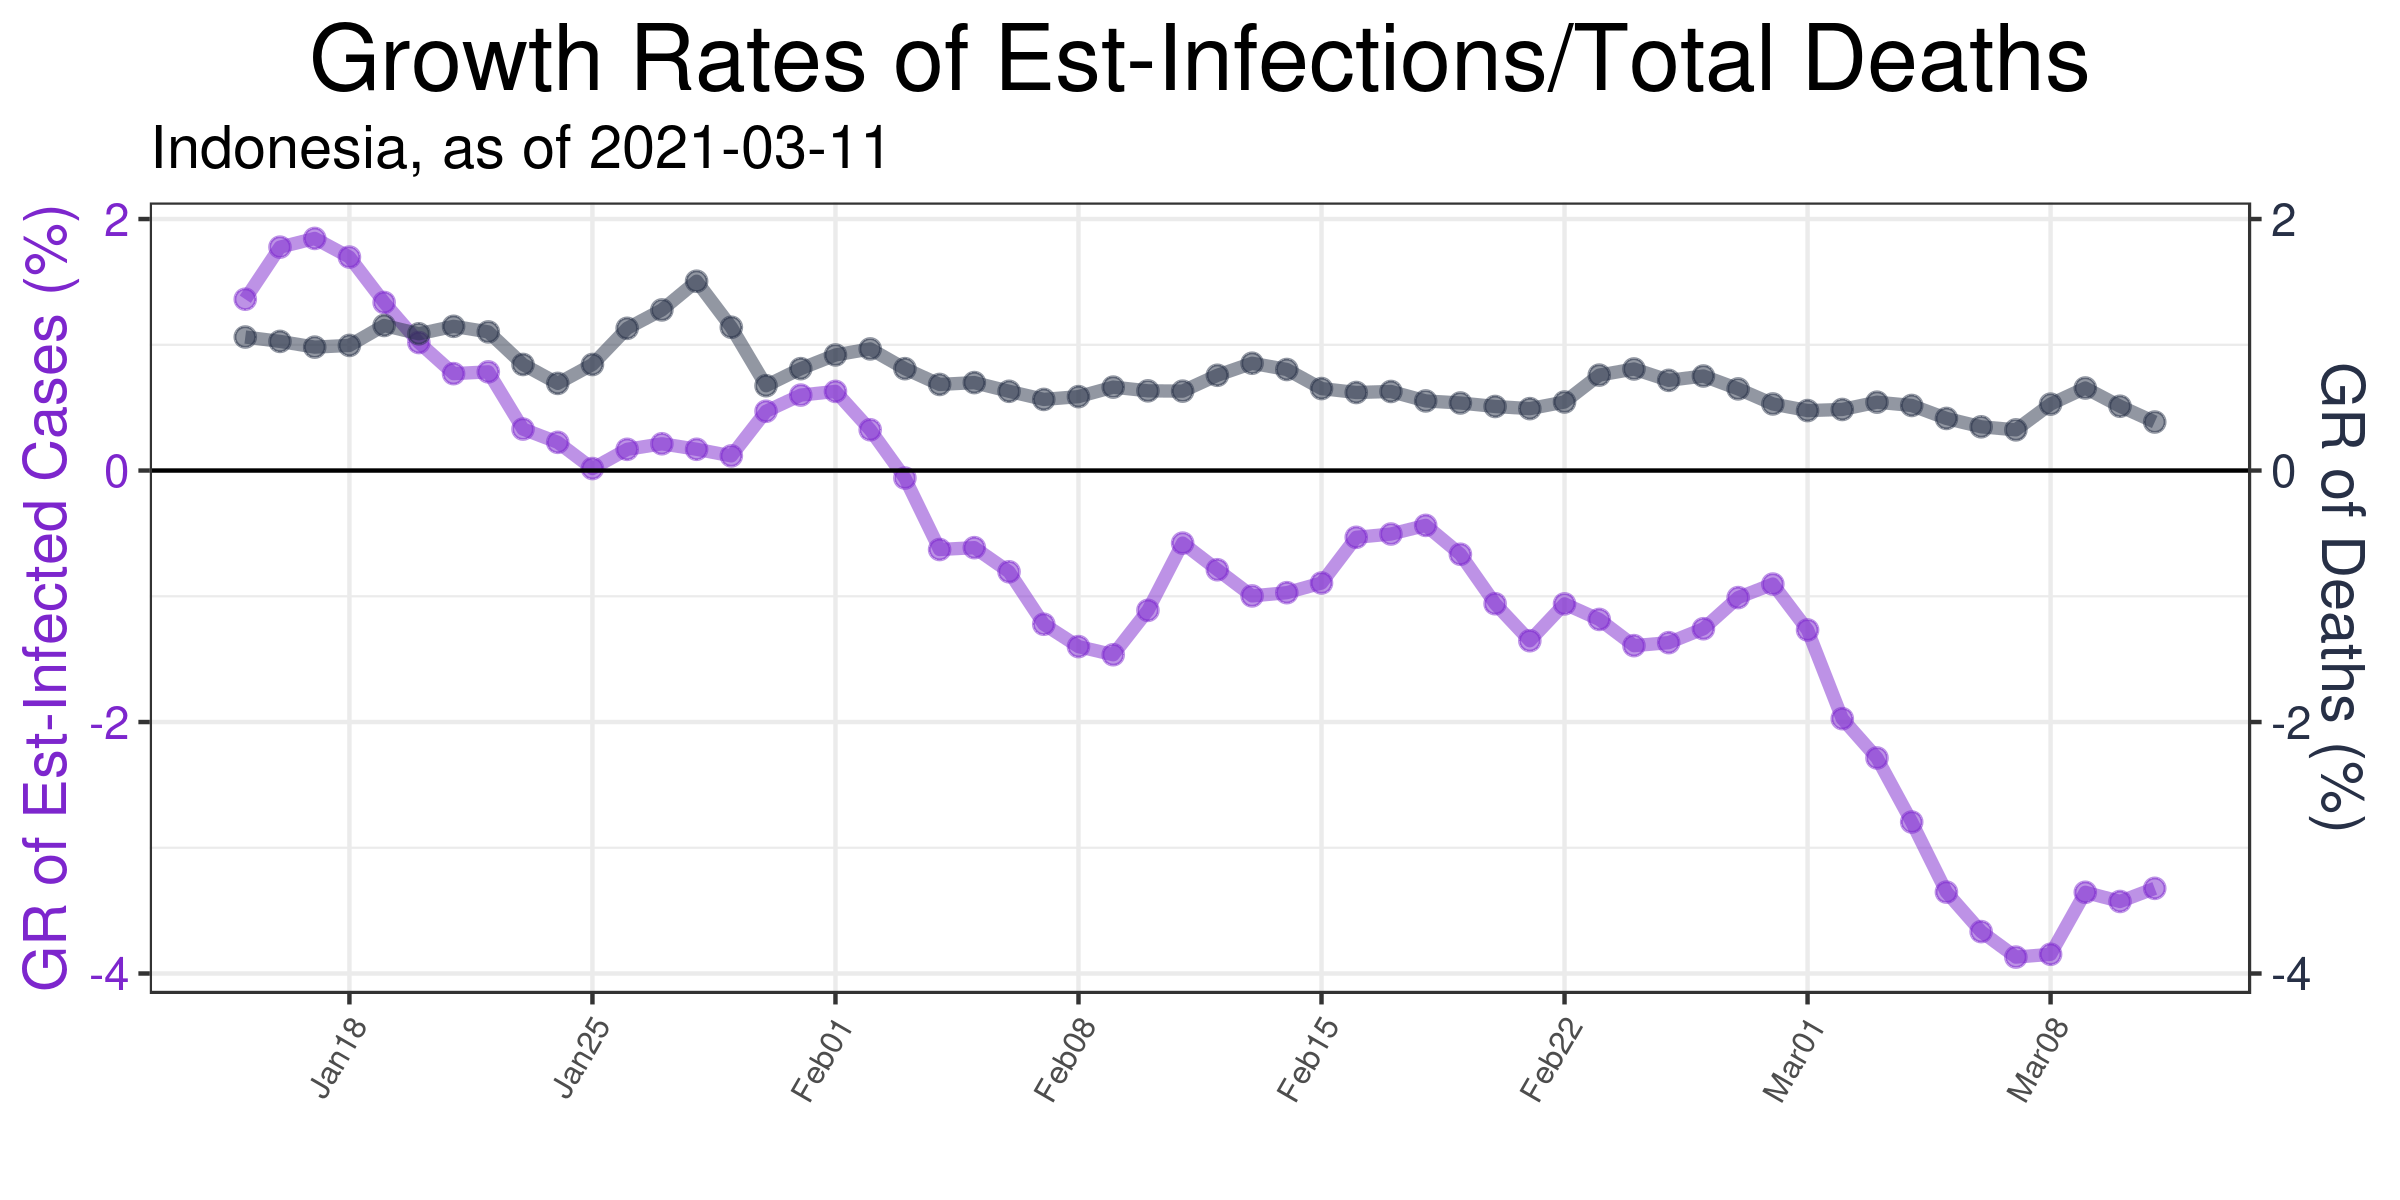 Growth Rates of Est-Infections/Total Deaths
Indonesia, as of 2021-03-11
GR of Est-Infected Cases (%)
2
0
-2
-4
2
0
-2
-4
GR of Deaths (%)
Jan18
Jan25
Feb01
Feb08
Feb15
Feb22
Mar01
Mar08